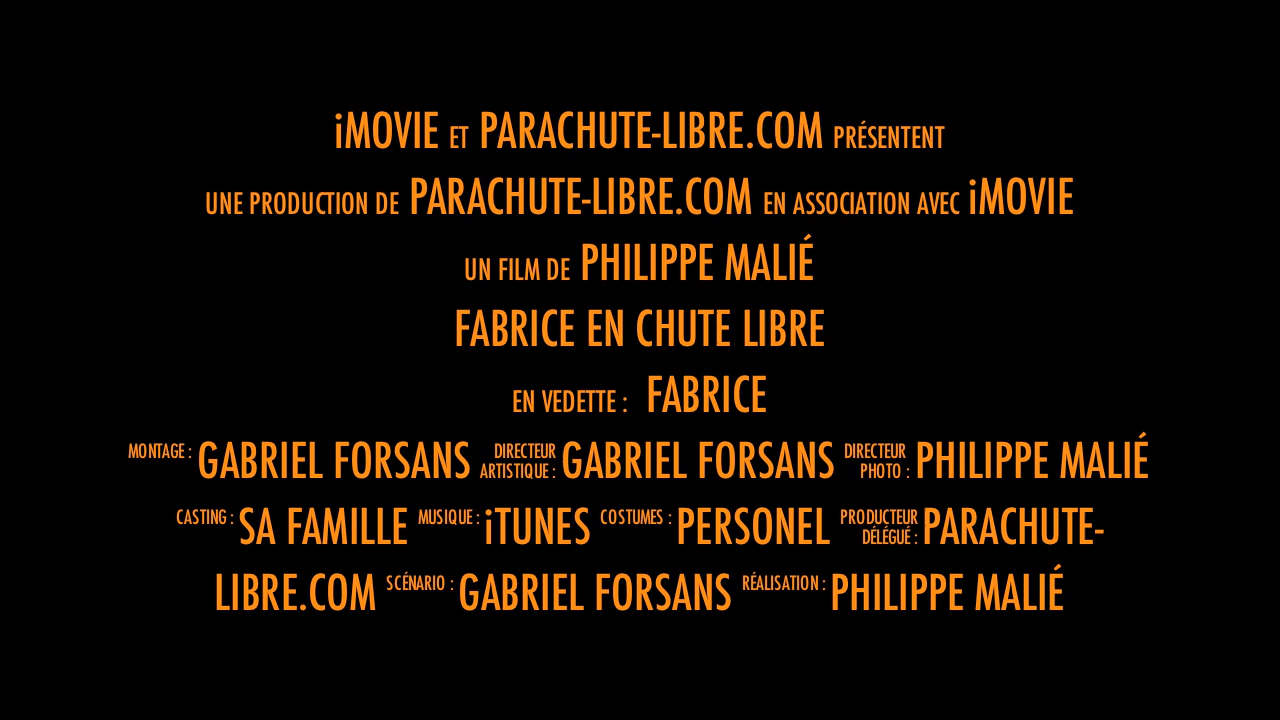 iMOVIE ET PARACHUTE-LIBRE.COM PRÉSENTENT
UNE PRODUCTION DE PARACHUTE-LIBRE.COM EN ASSOCIATION AVEC iMOVIE
UN FILM DE PHILIPPE MALIÉ
FABRICE EN CHUTE LIBRE
EN VEDETTE : FABRICE
MONTAGE : GABRIEL FORSANS DIRECTEUR ARTISTIQUE : GABRIEL FORSANS DIRECTEUR PHOTO : PHILIPPE MALIÉ
CASTING : SA FAMILLE MUSIQUE : iTUNES COSTUMES : PERSONEL PRODUCTEUR DÉLÉGUÉ : PARACHUTE-
LIBRE.COM SCÉNARIO : GABRIEL FORSANS RÉALISATION : PHILIPPE MALIÉ